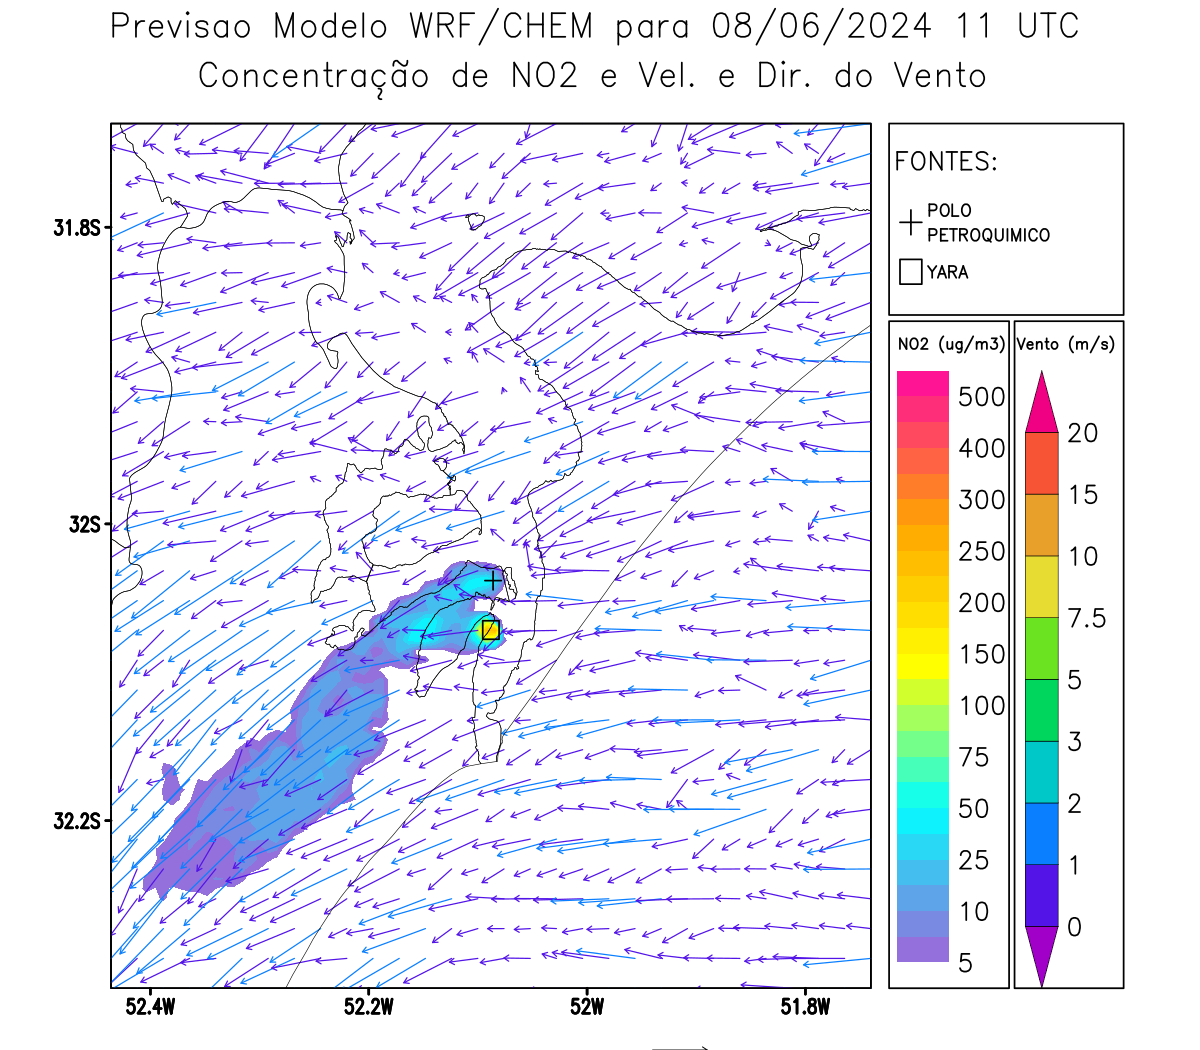 Previsao Modelo WRF/CHEM para 08/06/2024 11 UTC
Concentração de NO2 e Vel. e Dir. do Vento
FONTES:
POLO
PETROQUIMICO
YARA
31.8S
32S
32.2S
52.4W
52.2W
52W
51.8W
NO2 (ug/m3)
500
400
300
250
200
150
100
75
50
25
10
5
Vento (m/s)
20
15
10
7.5
5
3
2
1
0